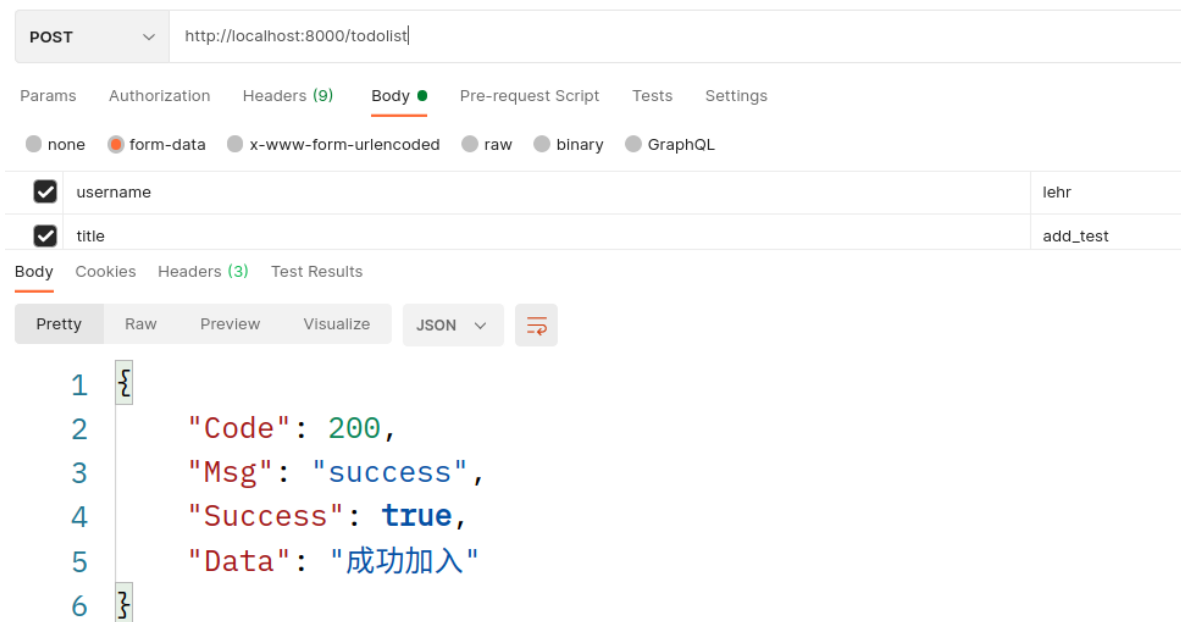 POST http://localhost:8000/todolist
Params Authorization Headers (9) Body Pre-request Script Tests Settings
none form-data x-www-form-urlencoded raw binary GraphQL
username lehr
title add_test
Body Cookies Headers (3) Test Results
Pretty Raw Preview Visualize JSON
1 {
2 "Code": 200,
3 "Msg": "success",
4 "Success": true,
5 "Data": "成功加入"
6 }